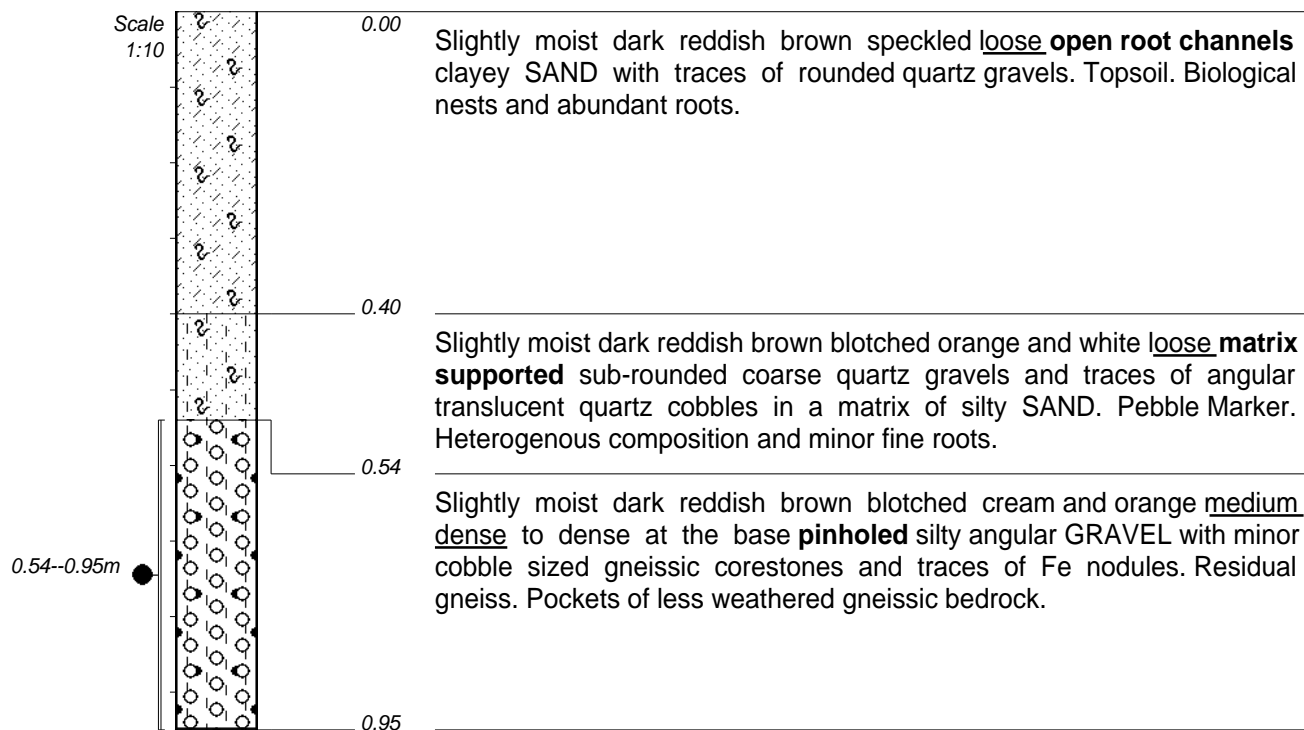 Scale
1:10
0.00
Slightly moist dark reddish brown speckled loose open root channels
clayey SAND with traces of rounded quartz gravels. Topsoil. Biological
nests and abundant roots.
0.40
Slightly moist dark reddish brown blotched orange and white loose matrix
supported sub-rounded coarse quartz gravels and traces of angular
translucent quartz cobbles in a matrix of silty SAND. Pebble Marker.
Heterogenous composition and minor fine roots.
0.54
Slightly moist dark reddish brown blotched cream and orange medium
dense to dense at the base pinholed silty angular GRAVEL with minor
cobble sized gneissic corestones and traces of Fe nodules. Residual
gneiss. Pockets of less weathered gneissic bedrock.
0.54--0.95m
0.95